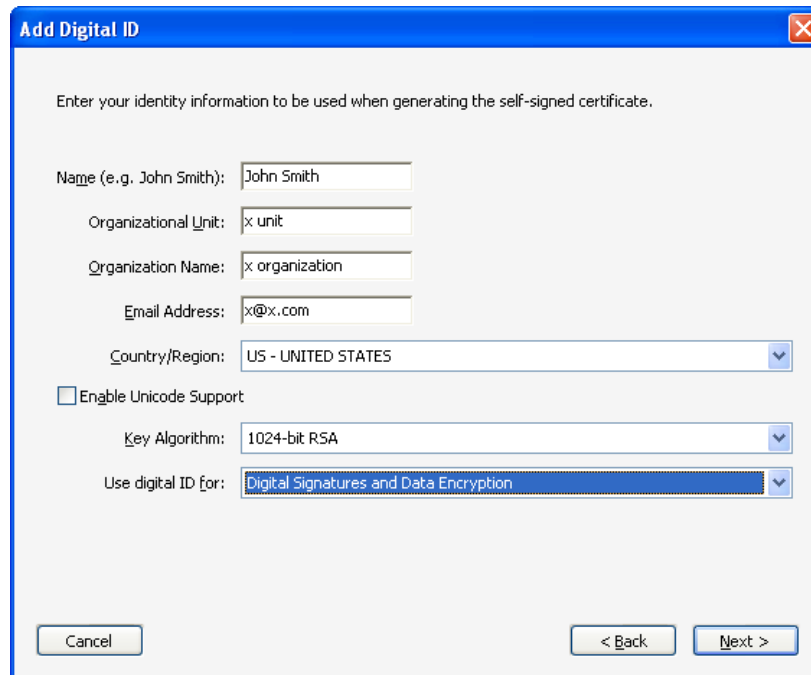 Add Digital ID
Enter your identity information to be used when generating the self-signed certificate.
Name (e.g. John Smith): John Smith
Organizational Unit: x unit
Organization Name: x organization
Email Address: x@x.com
Country/Region: US - UNITED STATES
Enable Unicode Support
Key Algorithm: 1024-bit RSA
Use digital ID for: Digital Signatures and Data Encryption
Cancel < Back Next >